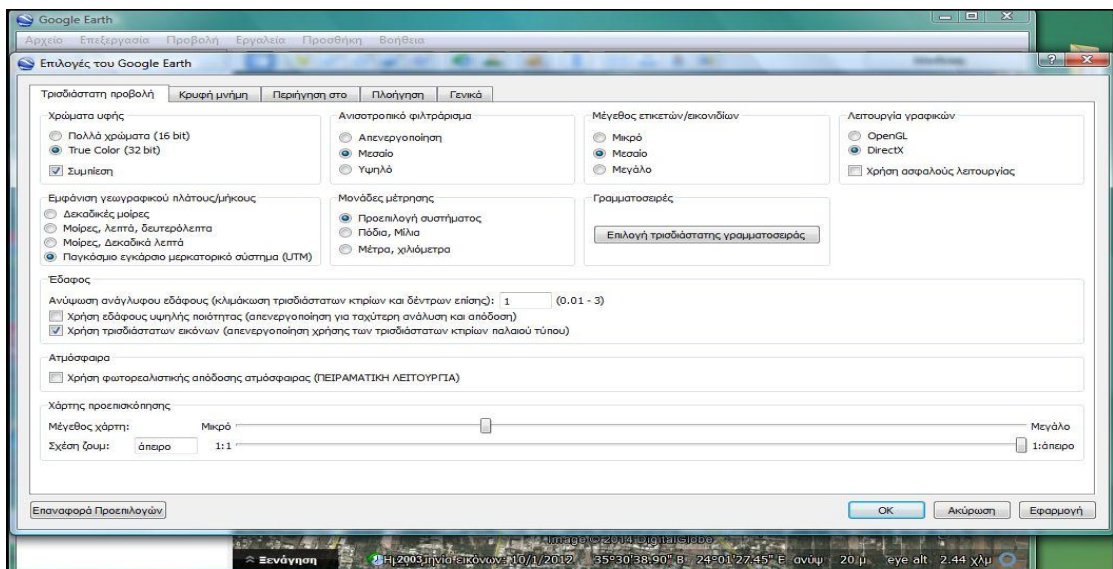 Google Earth
Αρχείο Επεξεργασία Προβολή Εργαλεία Προσθήκη Βοήθεια
Επιλογές του Google Earth
Τρισδιάστατη προβολή Κρυφή μνήμη Περιήγηση στο Πλοήγηση Γενικά
Χρώματα υφής
Πολλά χρώματα (16 bit)
True Color (32 bit)
Συμπίεση
Ανισοτροπικό φιλτράρισμα
Απενεργοποίηση
Μεσαίο
Υψηλό
Μέγεθος ετικετών/εικονιδίων
Μικρό
Μεσαίο
Μεγάλο
Λειτουργία γραφικών
OpenGL
DirectX
Χρήση ασφαλούς λειτουργίας
Εμφάνιση γεωγραφικού πλάτους/μήκους
Δεκαδικές μοίρες
Μοίρες, λεπτά, δευτερόλεπτα
Μοίρες, Δεκαδικά λεπτά
Παγκόσμιο εγκάρσιο μερκατορικό σύστημα (UTM)
Μονάδες μέτρησης
Προεπιλογή συστήματος
Πόδια, Μίλια
Μέτρα, χιλιόμετρα
Γραμματοσειρές
Επιλογή τρισδιάστατης γραμματοσειράς
Έδαφος
Ανύψωση ανάγλυφου εδάφους (κλιμάκωση τρισδιάστατων κτιρίων και δέντρων επίσης): 1 (0.01 - 3)
Χρήση εδάφους υψηλής ποιότητας (απενεργοποίηση για ταχύτερη ανάλυση και απόδοση)
Χρήση τρισδιάστατων εικόνων (απενεργοποίηση χρήσης των τρισδιάστατων κτιρίων παλαιού τύπου)
Ατμόσφαιρα
Χρήση φωτορεαλιστικής απόδοσης ατμόσφαιρας (ΠΕΙΡΑΜΑΤΙΚΗ ΛΕΙΤΟΥΡΓΙΑ)
Χάρτης προεπισκόπησης
Μέγεθος χάρτη: Μικρό Μεγάλο
Σχέση ζουμ: άπειρο 1:1 1:άπειρο
Επαναφορά Προεπιλογών OK Ακύρωση Εφαρμογή
Image © 2014 DigitalGlobe
Ξενάγηση 2003 εικόνων: 10/1/2012 35°30'38.90" Β 24°01'27.45" Ε ανύψ 20 μ eye alt 2.44 χλμ